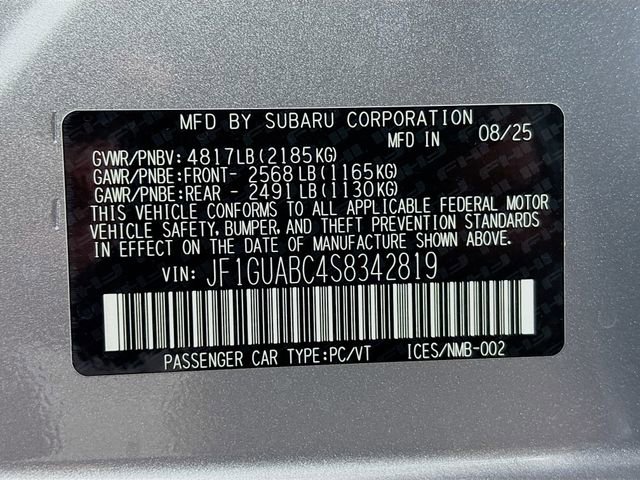 MFD BY SUBARU CORPORATION
MFD IN 08/25
GVWR/PNBV: 4817LB(2185KG)
GAWR/PNBE:FRONT- 2568LB(1165KG)
GAWR/PNBE:REAR - 2491LB(1130KG)
THIS VEHICLE CONFORMS TO ALL APPLICABLE FEDERAL MOTOR
VEHICLE SAFETY, BUMPER, AND THEFT PREVENTION STANDARDS
IN EFFECT ON THE DATE OF MANUFACTURE SHOWN ABOVE.
VIN: JF1GUABC4S8342819
PASSENGER CAR TYPE:PC/VT ICES/NMB-002